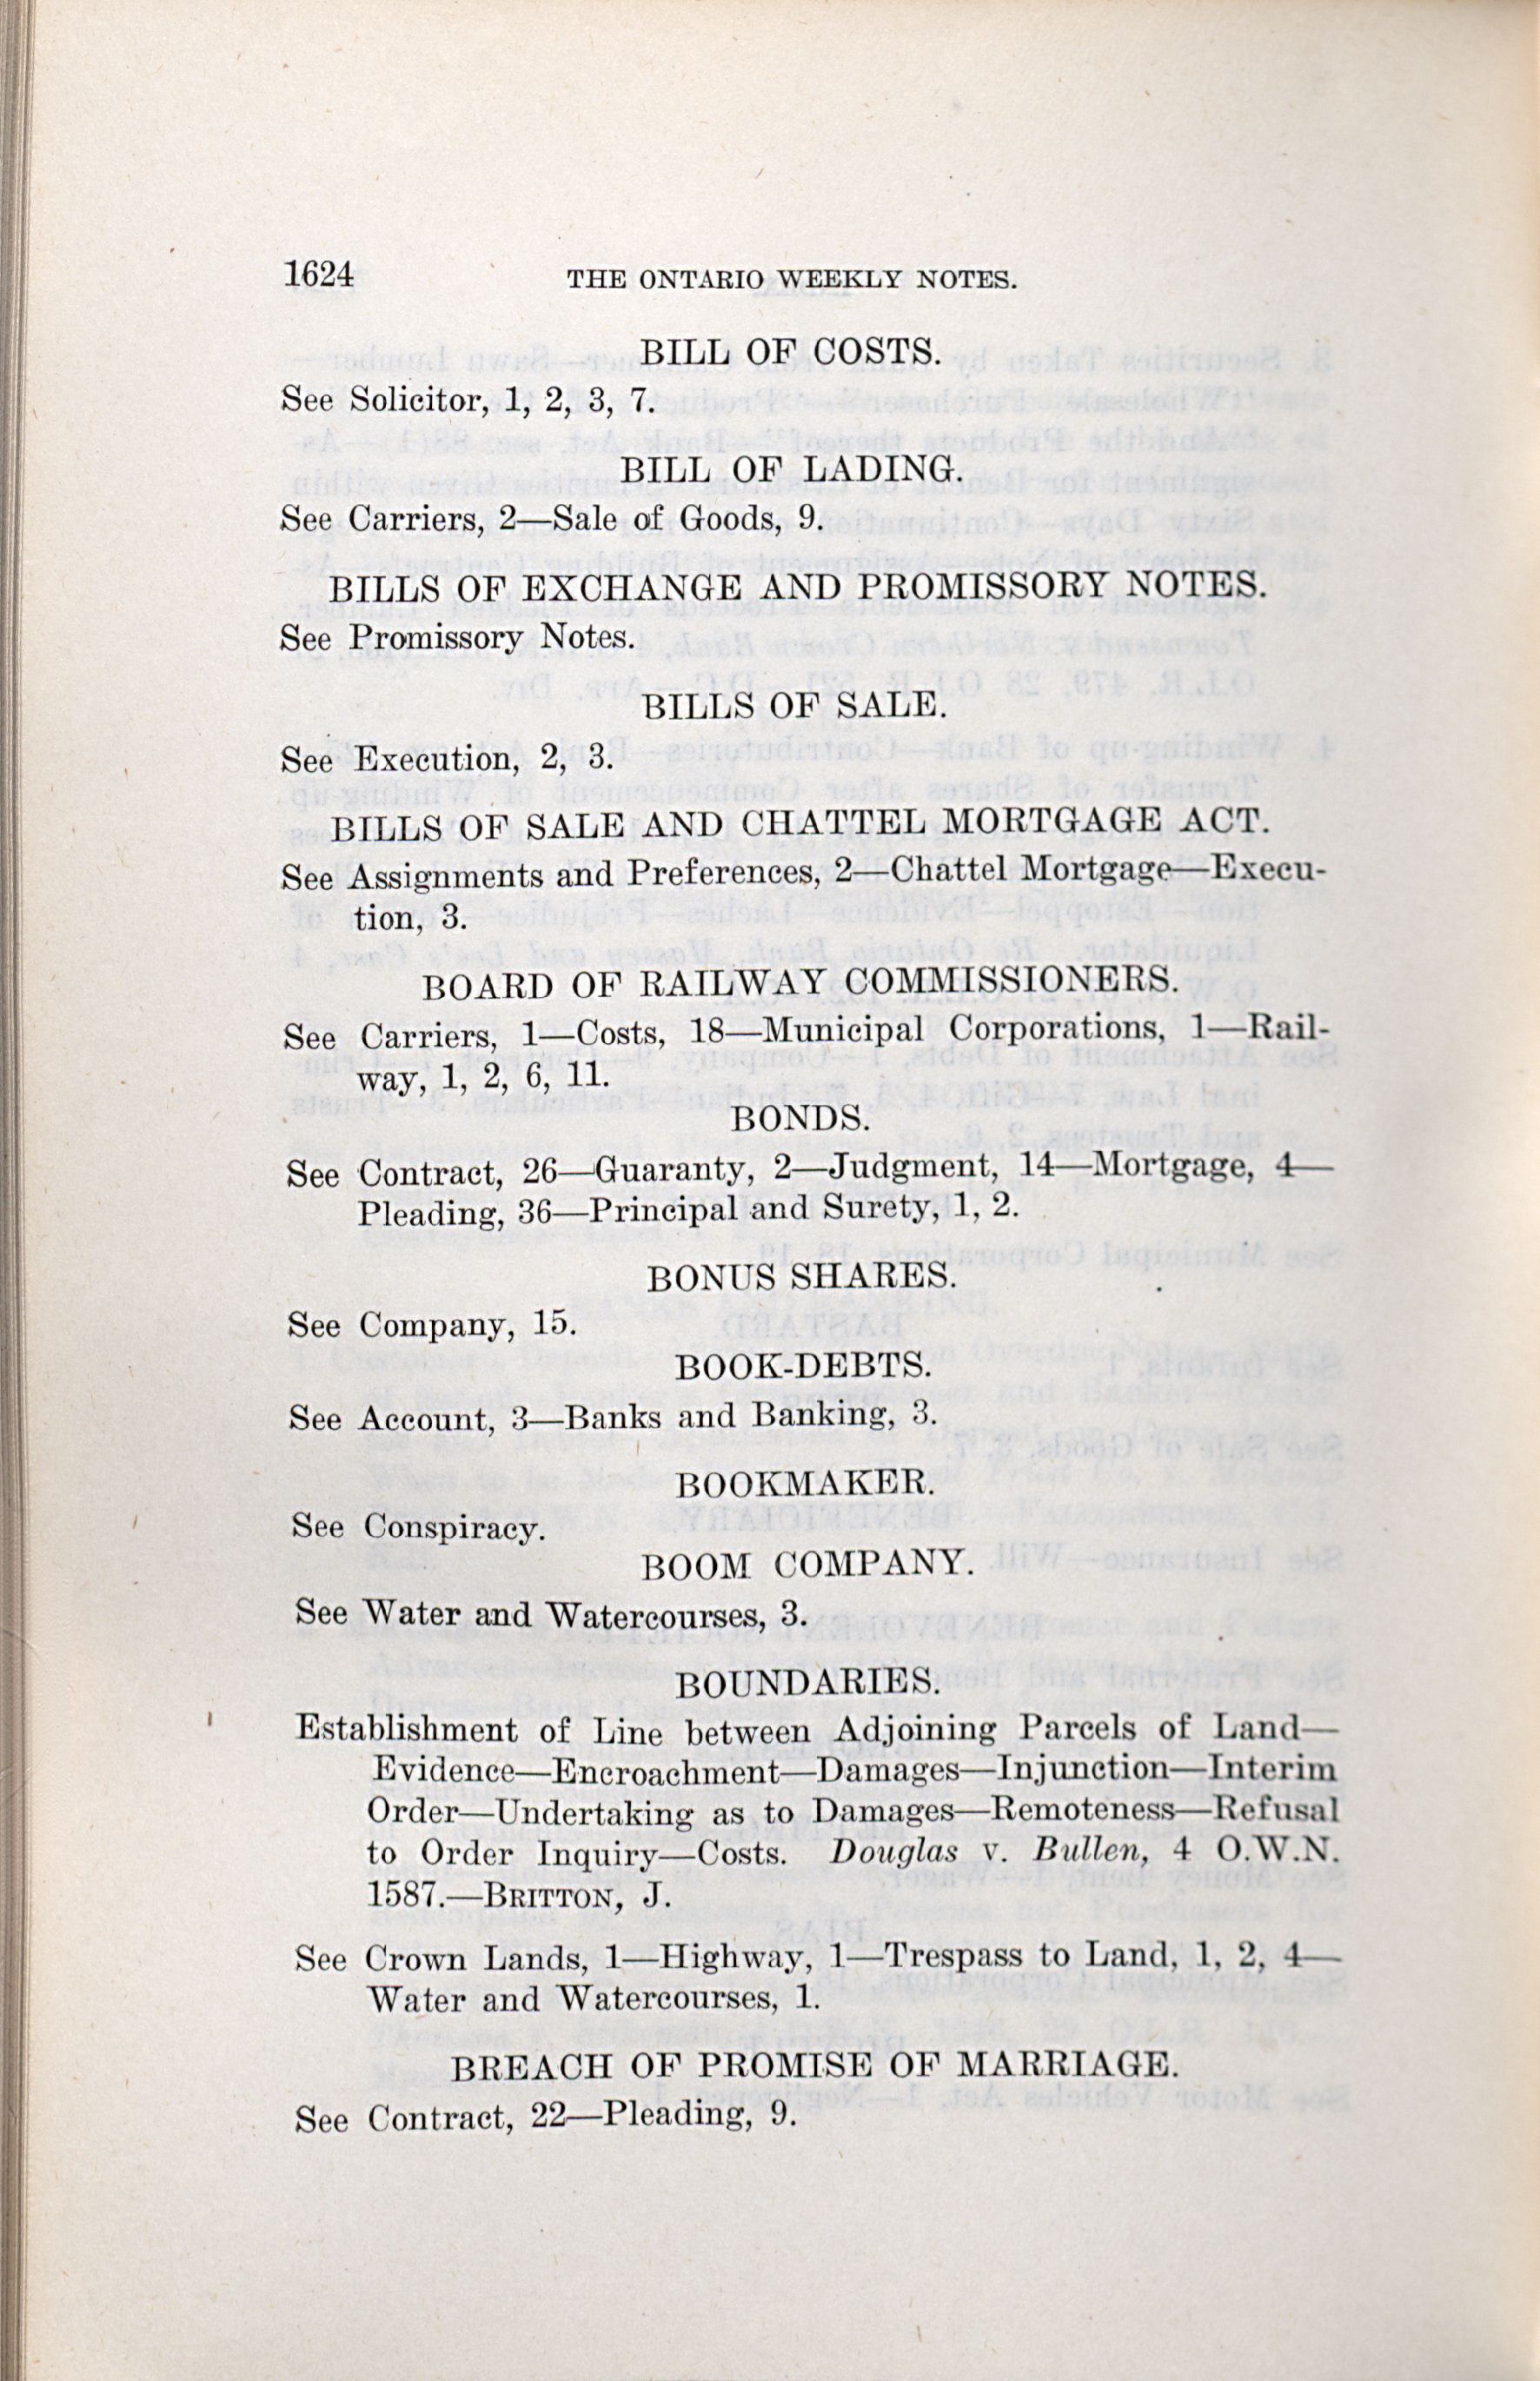 1624 THE ONTARIO WEEKLY NOTES.
BILL OF COSTS.
See Solicitor, 1, 2, 3, 7.
BILL OF LADING.
See Carriers, 2—Sale of Goods, 9.
BILLS OF EXCHANGE AND PROMISSORY NOTES.
See Promissory Notes.
BILLS OF SALE.
See Execution, 2, 3.
BILLS OF SALE AND CHATTEL MORTGAGE ACT.
See Assignments and Preferences, 2—Chattel Mortgage—Execu-
tion, 3.
BOARD OF RAILWAY COMMISSIONERS.
See Carriers, 1—Costs, 18—Municipal Corporations, 1—Rail-
way, 1, 2, 6, 11.
BONDS.
See Contract, 26—Guaranty, 2—Judgment, 14—Mortgage, 4—
Pleading, 36—Principal and Surety, 1, 2.
BONUS SHARES.
See Company, 15.
BOOK-DEBTS.
See Account, 3—Banks and Banking, 3.
BOOKMAKER.
See Conspiracy.
BOOM COMPANY.
See Water and Watercourses, 3.
BOUNDARIES.
Establishment of Line between Adjoining Parcels of Land—
Evidence—Encroachment—Damages—Injunction—Interim
Order—Undertaking as to Damages—Remoteness—Refusal
to Order Inquiry—Costs. Douglas v. Bullen, 4 O.W.N.
1587.—BRITTON, J.
See Crown Lands, 1—Highway, 1—Trespass to Land, 1, 2, 4—
Water and Watercourses, 1.
BREACH OF PROMISE OF MARRIAGE.
See Contract, 22—Pleading, 9.